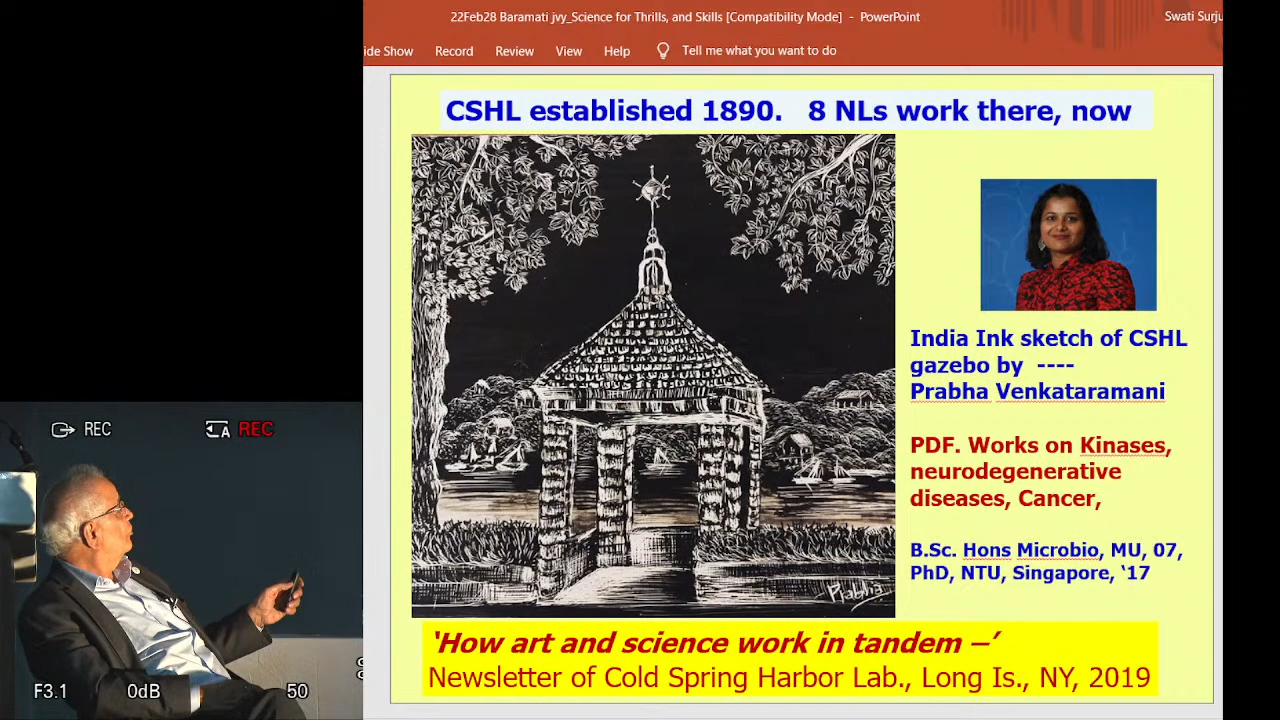 22Feb28 Baramati jvy_Science for Thrills, and Skills [Compatibility Mode] - PowerPoint
Swati Surju
ide Show Record Review View Help Tell me what you want to do
CSHL established 1890. 8 NLs work there, now
India Ink sketch of CSHL
gazebo by ----
Prabha Venkataramani
PDF. Works on Kinases,
neurodegenerative
diseases, Cancer,
B.Sc. Hons Microbio, MU, 07,
PhD, NTU, Singapore, ‘17
Prabha
‘How art and science work in tandem –’
Newsletter of Cold Spring Harbor Lab., Long Is., NY, 2019
REC A REC
F3.1 0dB 50